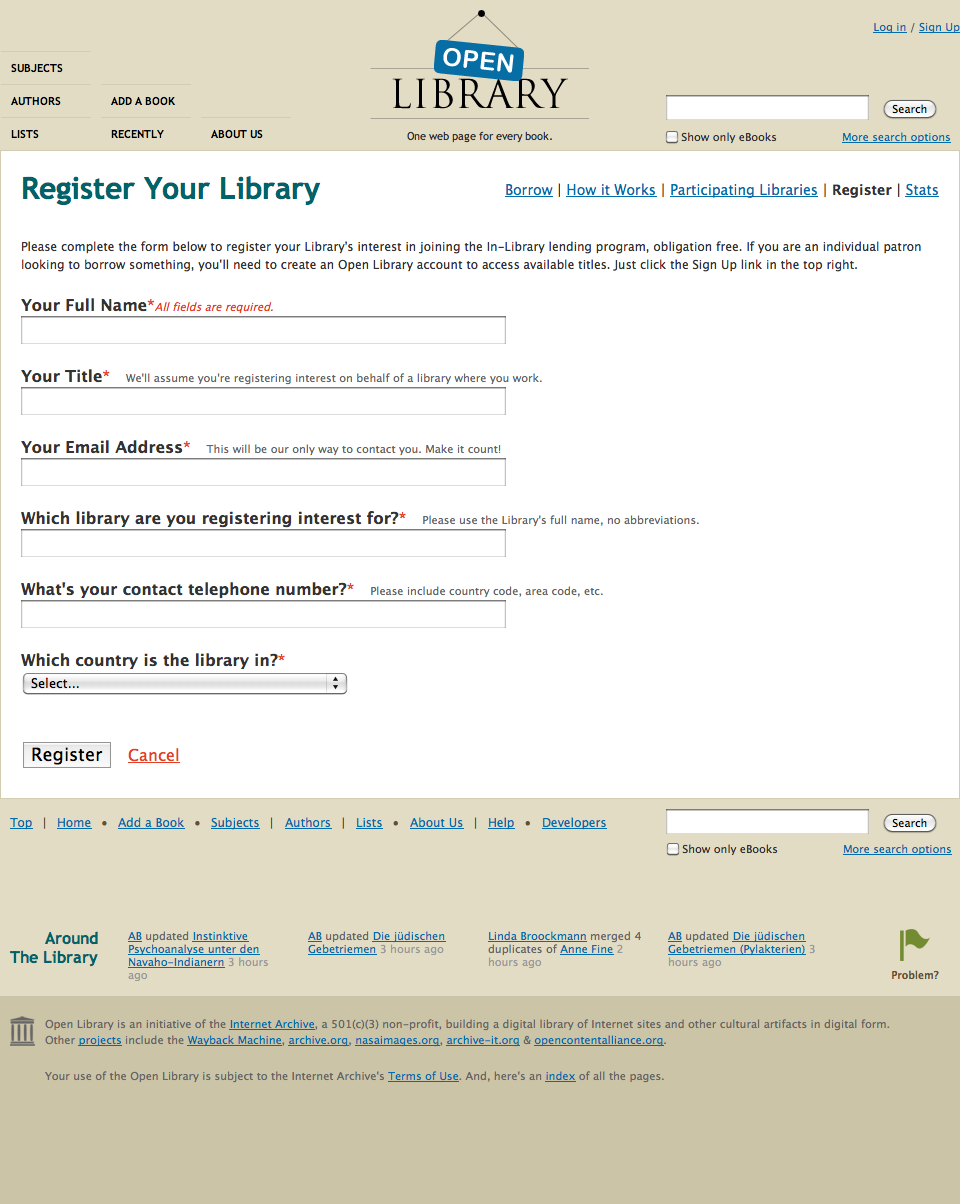 Log in / Sign Up
SUBJECTS
AUTHORS
ADD A BOOK
LISTS
RECENTLY
ABOUT US
OPEN
LIBRARY
One web page for every book.
Search
Show only eBooks
More search options
Register Your Library
Borrow | How it Works | Participating Libraries | Register | Stats
Please complete the form below to register your Library's interest in joining the In-Library lending program, obligation free. If you are an individual patron
looking to borrow something, you'll need to create an Open Library account to access available titles. Just click the Sign Up link in the top right.
Your Full Name* All fields are required.
Your Title* We'll assume you're registering interest on behalf of a library where you work.
Your Email Address* This will be our only way to contact you. Make it count!
Which library are you registering interest for?* Please use the Library's full name, no abbreviations.
What's your contact telephone number?* Please include country code, area code, etc.
Which country is the library in?*
Select...
Register Cancel
Top | Home • Add a Book • Subjects | Authors | Lists • About Us | Help • Developers
Search
Show only eBooks
More search options
Around
The Library
AB updated Instinktive
Psychoanalyse unter den
Navaho-Indianern 3 hours
ago
AB updated Die jüdischen
Gebetriemen 3 hours ago
Linda Broockmann merged 4
duplicates of Anne Fine 2
hours ago
AB updated Die jüdischen
Gebetriemen (Pylakterien) 3
hours ago
Problem?
Open Library is an initiative of the Internet Archive, a 501(c)(3) non-profit, building a digital library of Internet sites and other cultural artifacts in digital form.
Other projects include the Wayback Machine, archive.org, nasaimages.org, archive-it.org & opencontentalliance.org.
Your use of the Open Library is subject to the Internet Archive's Terms of Use. And, here's an index of all the pages.